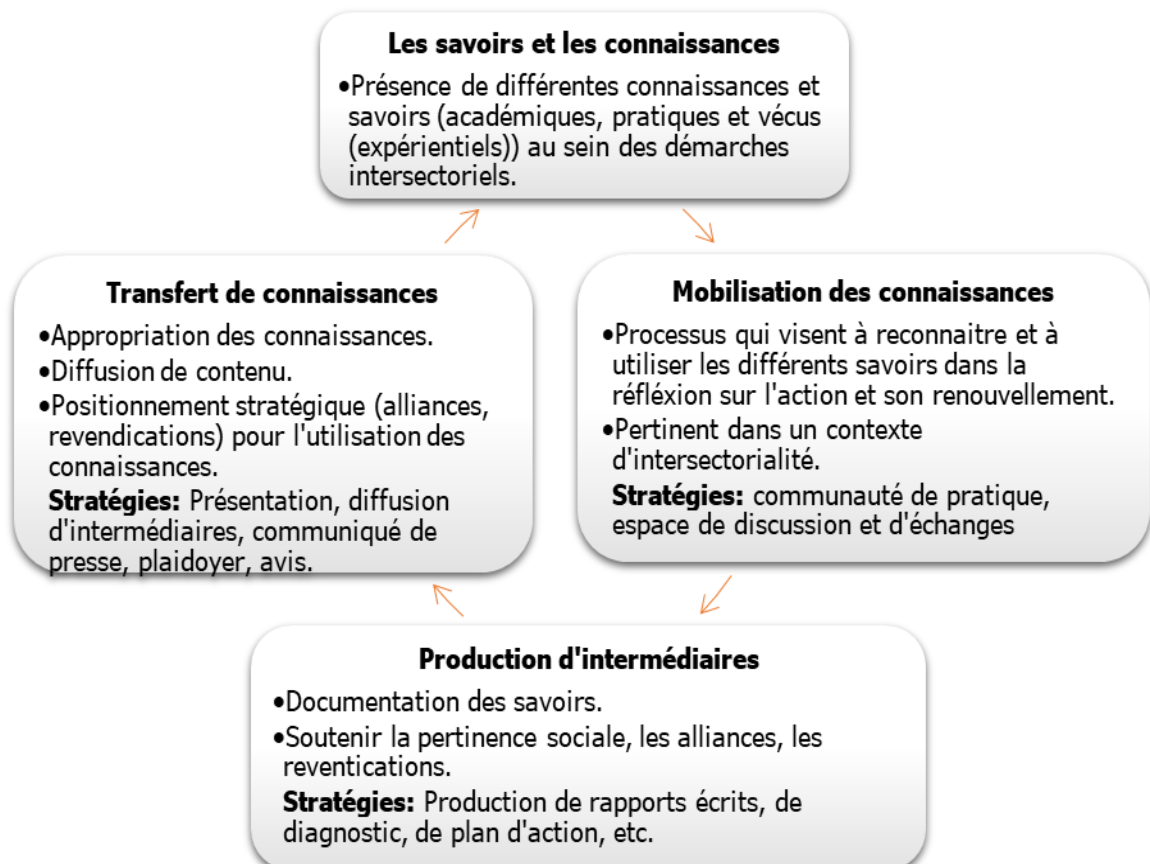 Les savoirs et les connaissances
•Présence de différentes connaissances et
savoirs (académiques, pratiques et vécus
(expérientiels)) au sein des démarches
intersectoriels.
Transfert de connaissances
•Appropriation des connaissances.
•Diffusion de contenu.
•Positionnement stratégique (alliances,
revendications) pour l'utilisation des
connaissances.
Stratégies: Présentation, diffusion
d'intermédiaires, communiqué de
presse, plaidoyer, avis.
Mobilisation des connaissances
•Processus qui visent à reconnaitre et à
utiliser les différents savoirs dans la
réfléxion sur l'action et son renouvellement.
•Pertinent dans un contexte
d'intersectorialité.
Stratégies: communauté de pratique,
espace de discussion et d'échanges
Production d'intermédiaires
•Documentation des savoirs.
•Soutenir la pertinence sociale, les alliances, les
reventications.
Stratégies: Production de rapports écrits, de
diagnostic, de plan d'action, etc.